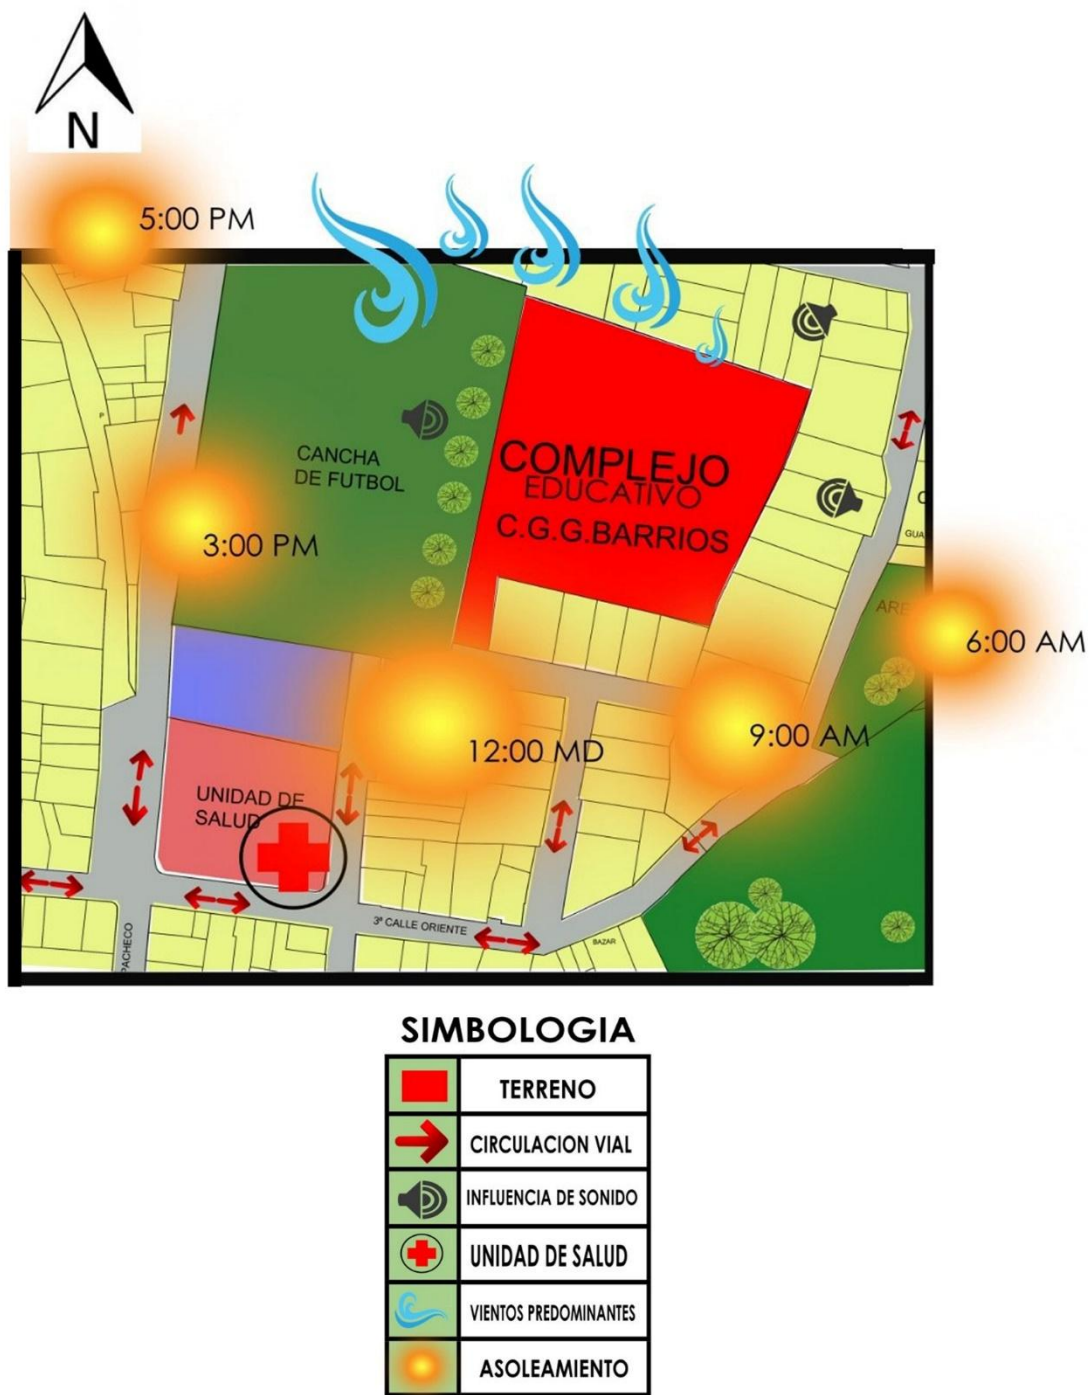 N
5:00 PM
CANCHA
DE FUTBOL
COMPLEJO
EDUCATIVO
C.G.G.BARRIOS
3:00 PM
GUA
ARE
6:00 AM
12:00 MD
9:00 AM
UNIDAD DE
SALUD
3ª CALLE ORIENTE
BAZAR
PACHECO
SIMBOLOGIA
TERRENO
CIRCULACION VIAL
INFLUENCIA DE SONIDO
UNIDAD DE SALUD
VIENTOS PREDOMINANTES
ASOLEAMIENTO